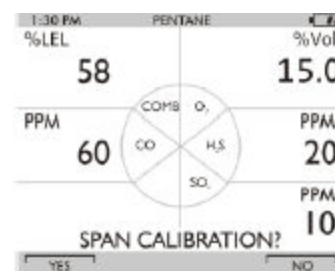 1:30 PM PENTANE
%LEL %Vol
58 15.0
COMB O₂
PPM PPM
60 CO H₂S 20
SO₂
PPM
10
SPAN CALIBRATION?
YES NO